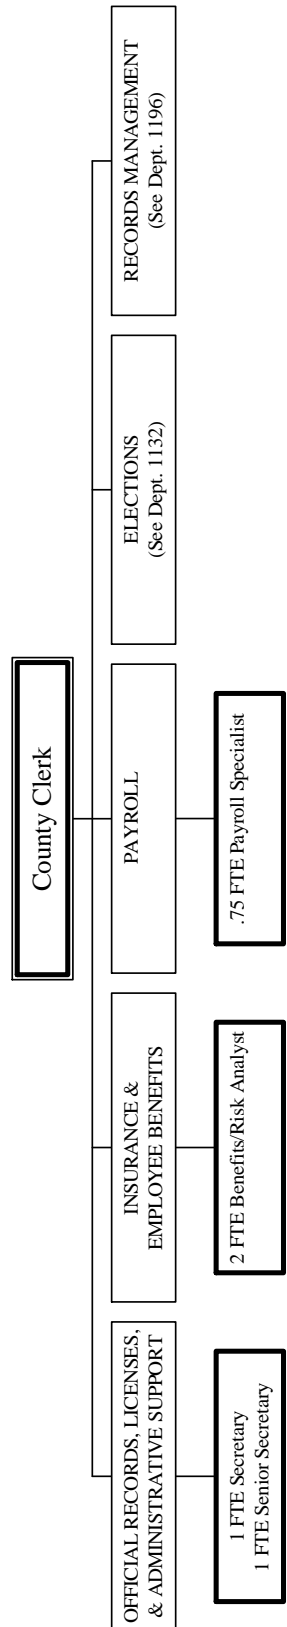 County Clerk
OFFICIAL RECORDS, LICENSES,
& ADMINISTRATIVE SUPPORT
INSURANCE &
EMPLOYEE BENEFITS
PAYROLL
ELECTIONS
(See Dept. 1132)
RECORDS MANAGEMENT
(See Dept. 1196)
1 FTE Secretary
1 FTE Senior Secretary
2 FTE Benefits/Risk Analyst
.75 FTE Payroll Specialist